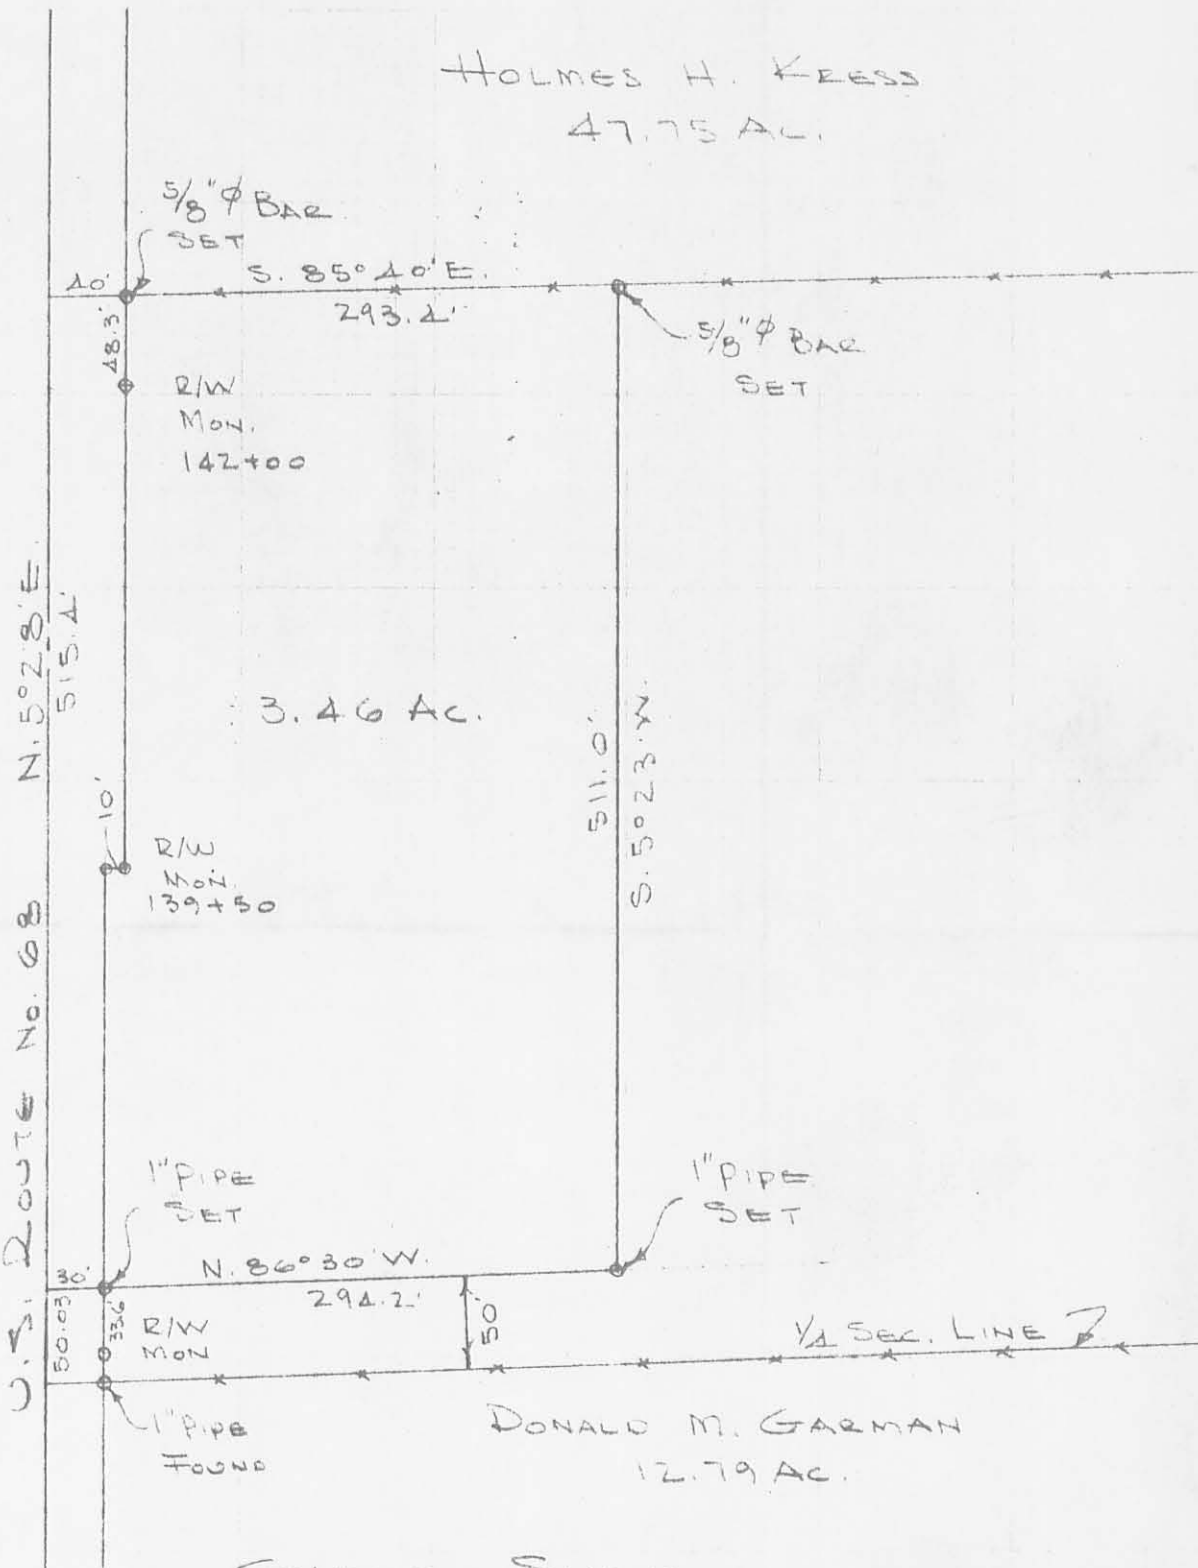 HOLMES H. KRESS
47.75 AC.
5/8"φ BAR
SET
40'
S. 85°40'E.
293.4'
48.3'
5/8"φ BAR
SET
R/W
MON.
142+00
N. 5°28'E.
515.4'
3.46 AC.
511.0'
S. 5°23'W.
10'
R/W
MON.
139+50
U.S. ROUTE No. 68
1" PIPE
SET
1" PIPE
SET
30'
N. 86°30'W.
294.2'
50.03'
33.6'
R/W
MON
50'
1/4 SEC. LINE
1" PIPE
FOUND
DONALD M. GARMAN
12.79 AC.